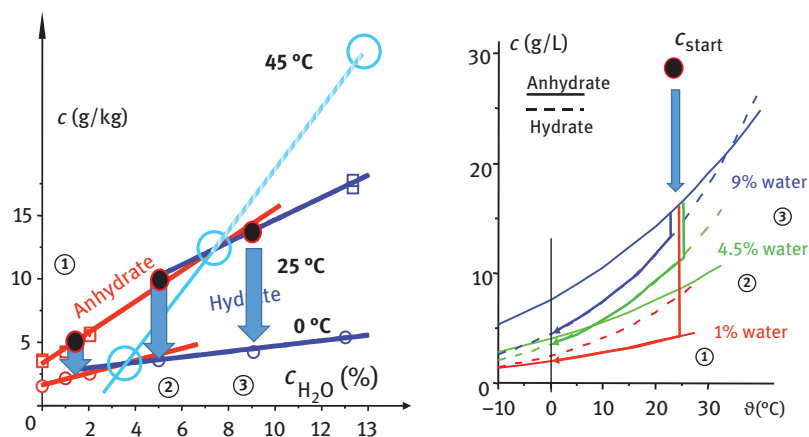 45 °C
c (g/kg)
15
10
5
0
①
Anhydrate
25 °C
Hydrate
0 °C
②
③
c H₂O (%)
0 2 4 6 8 10 12 13
c (g/L)
c start
Anhydrate
Hydrate
30
20
10
0
9% water
③
4.5% water
②
1% water
①
−10 0 10 20 30 ϑ(°C)